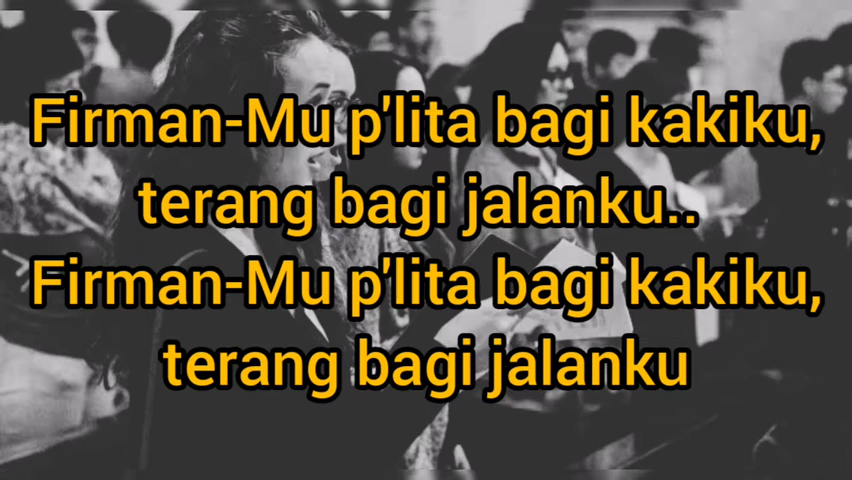 Firman-Mu p'lita bagi kakiku,
terang bagi jalanku..
Firman-Mu p'lita bagi kakiku,
terang bagi jalanku